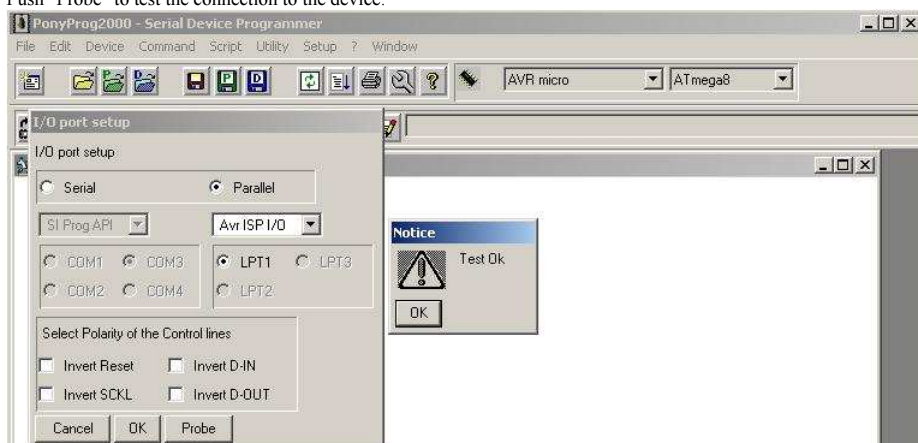 Push "Probe" to test the connection to the device.
PonyProg2000 - Serial Device Programmer
File Edit Device Command Script Utility Setup ? Window
AVR micro ATmega8
I/O port setup
I/O port setup
Serial Parallel
SI Prog API Avr ISP I/O
COM1 COM3 LPT1 LPT3
COM2 COM4 LPT2
Select Polarity of the Control lines
Invert Reset Invert D-IN
Invert SCKL Invert D-OUT
Cancel OK Probe
Notice
Test Ok
OK